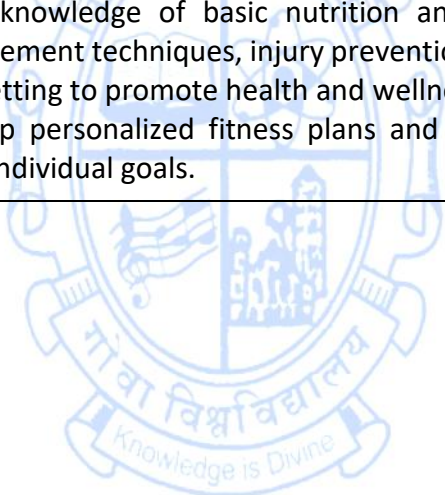 knowledge of basic nutrition an
ement techniques, injury preventio
etting to promote health and wellne
p personalized fitness plans and
ndividual goals.
गोंवा विश्वविद्यालय
Knowledge is Divine